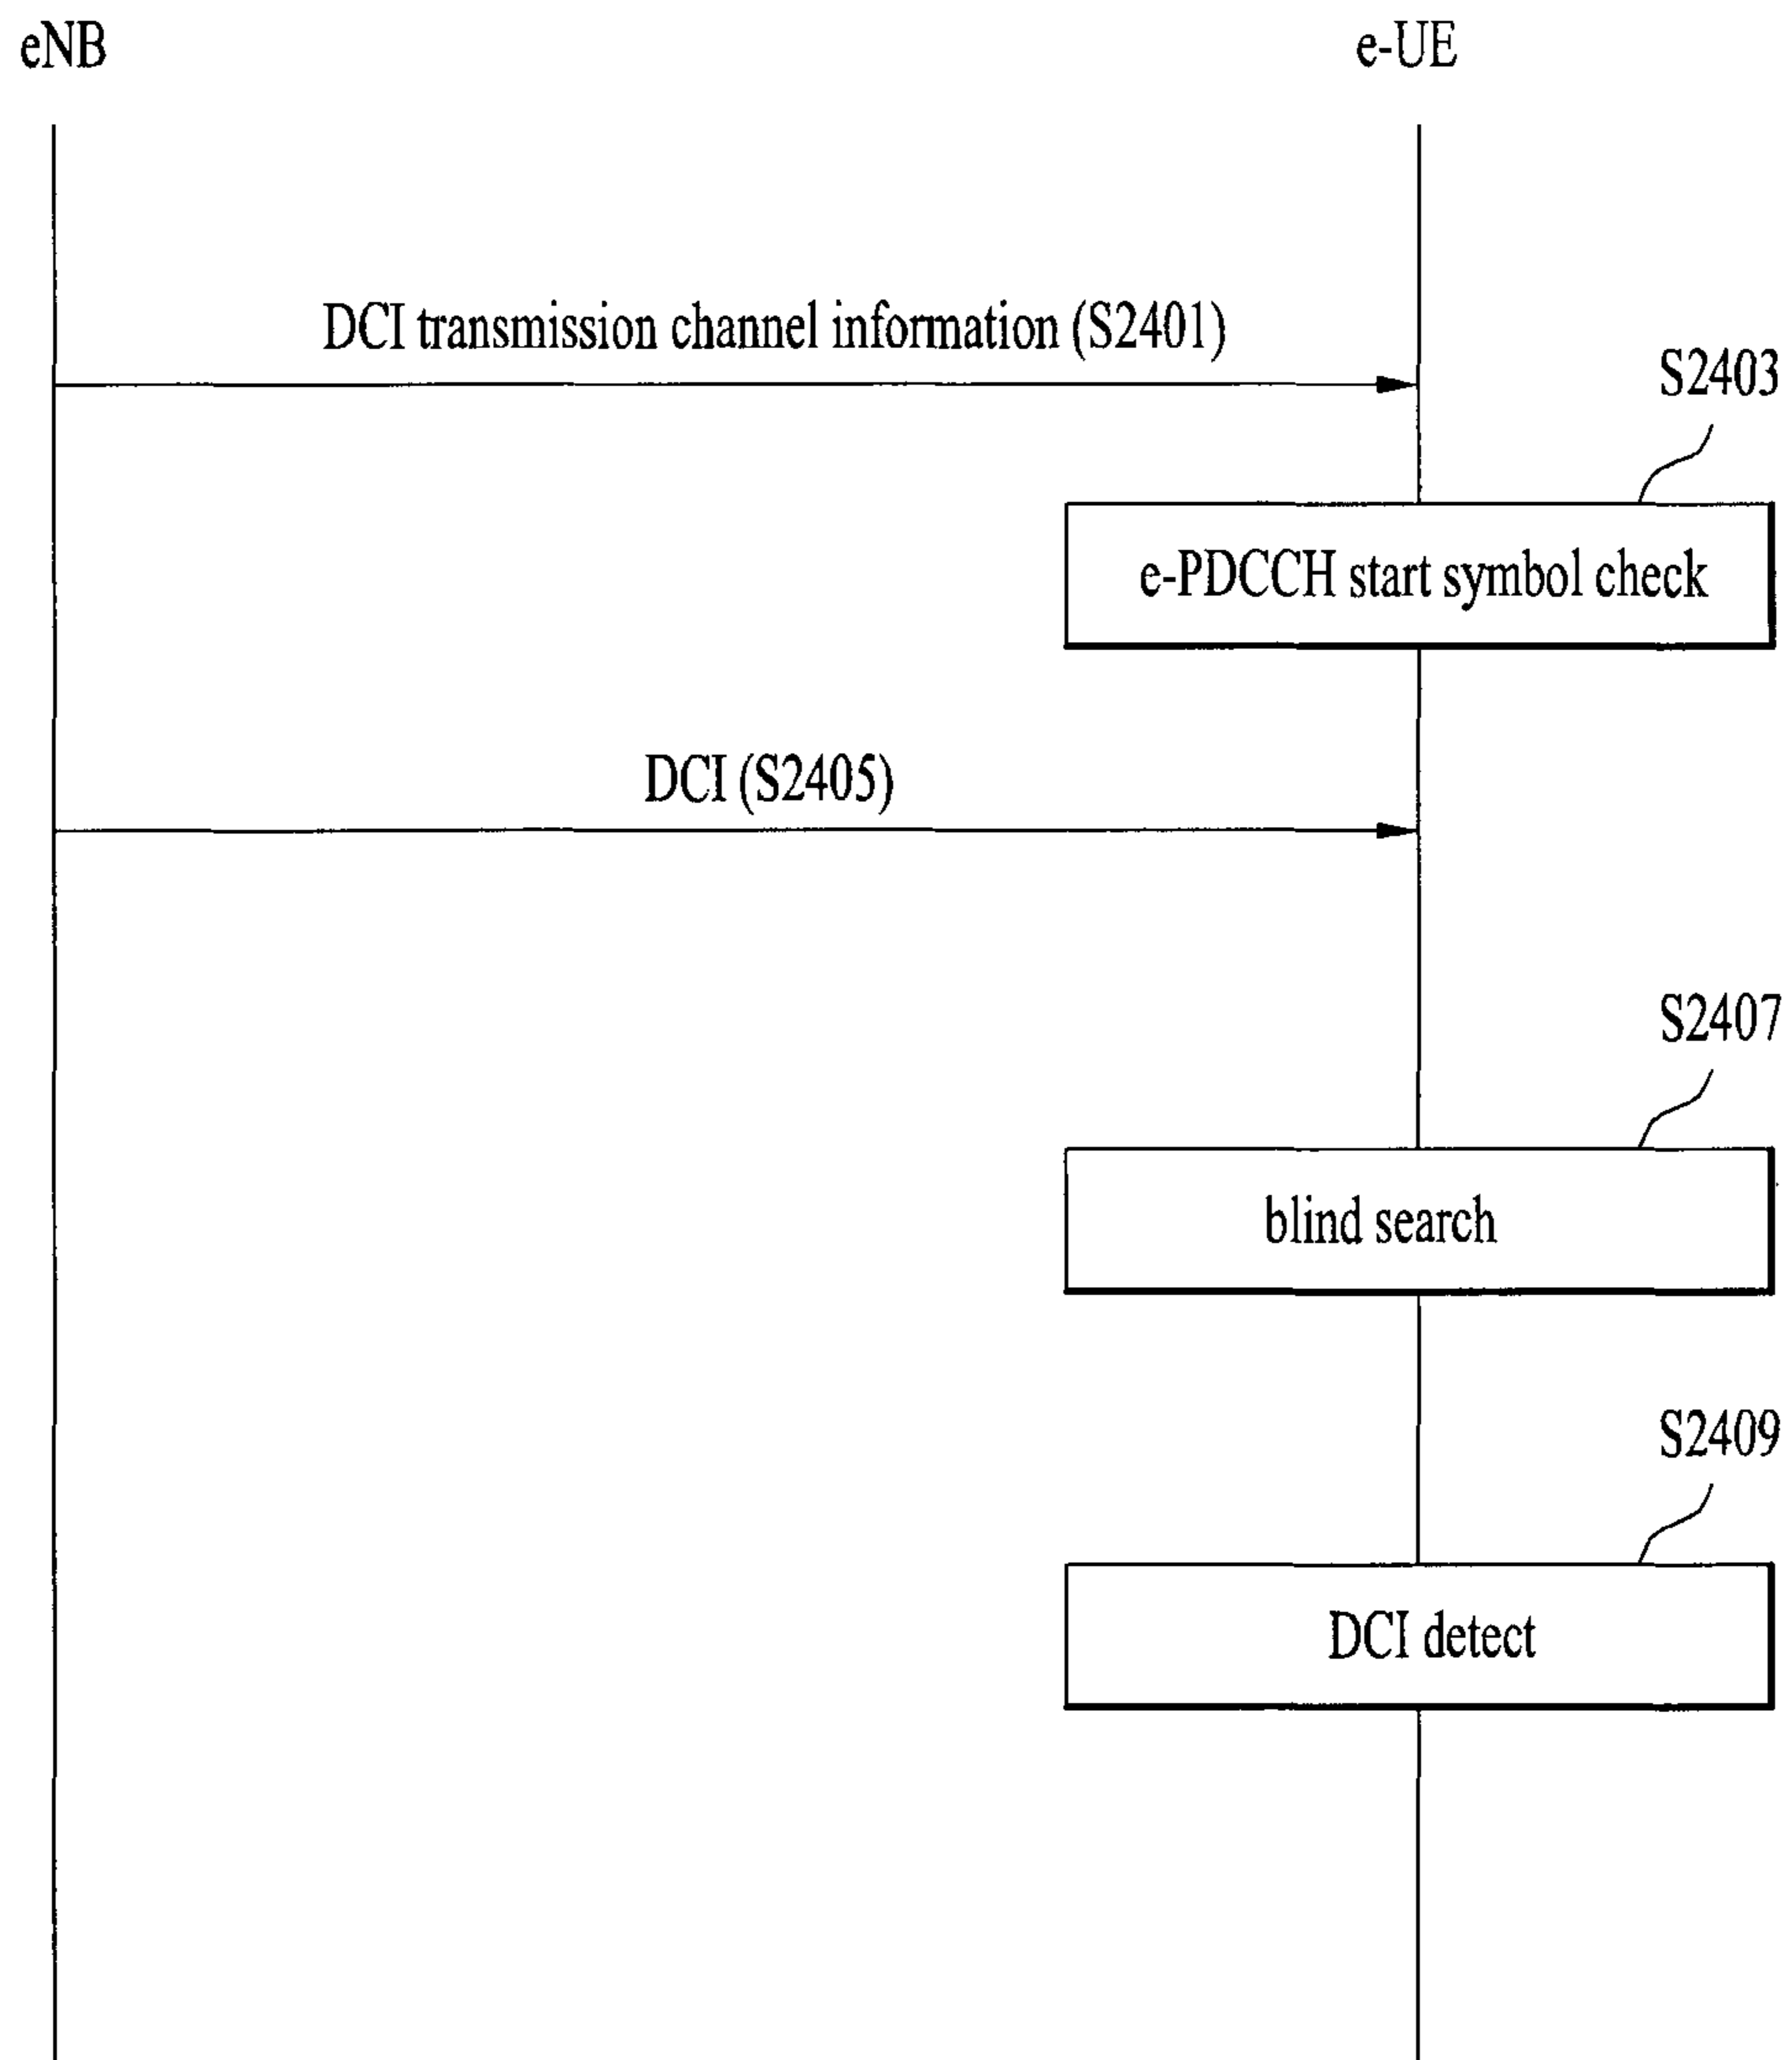 eNB
e-UE
DCI transmission channel information (S2401)
S2403
e-PDCCH start symbol check
DCI (S2405)
S2407
blind search
S2409
DCI detect